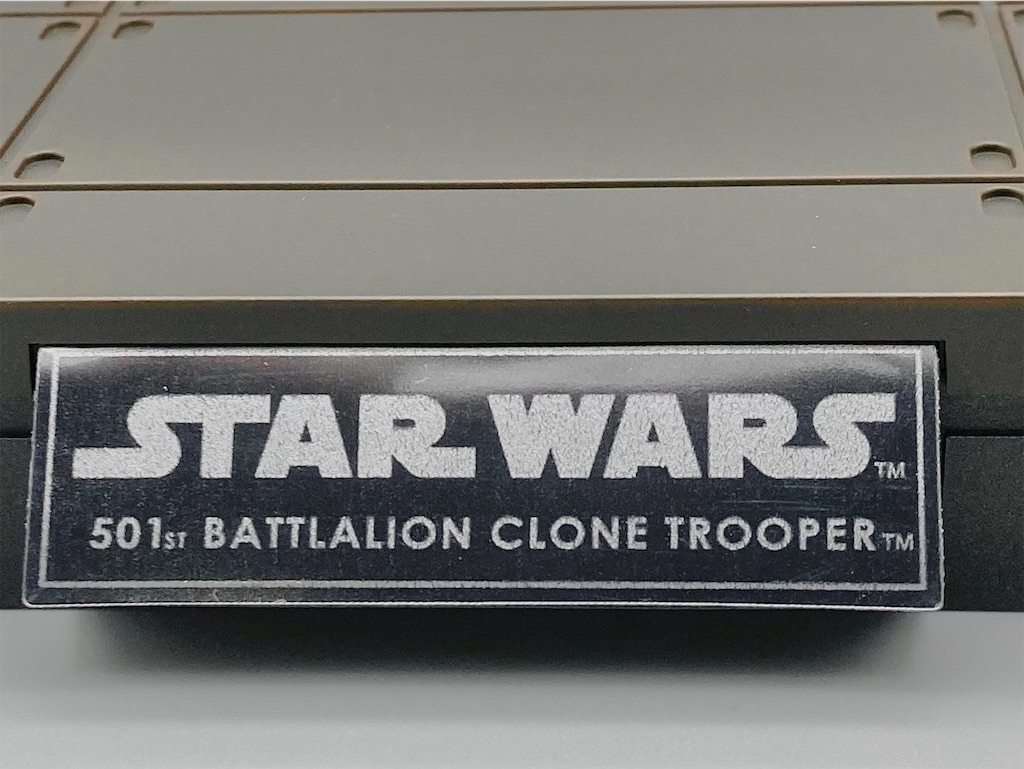 STAR WARS™
501ST BATTLALION CLONE TROOPER™